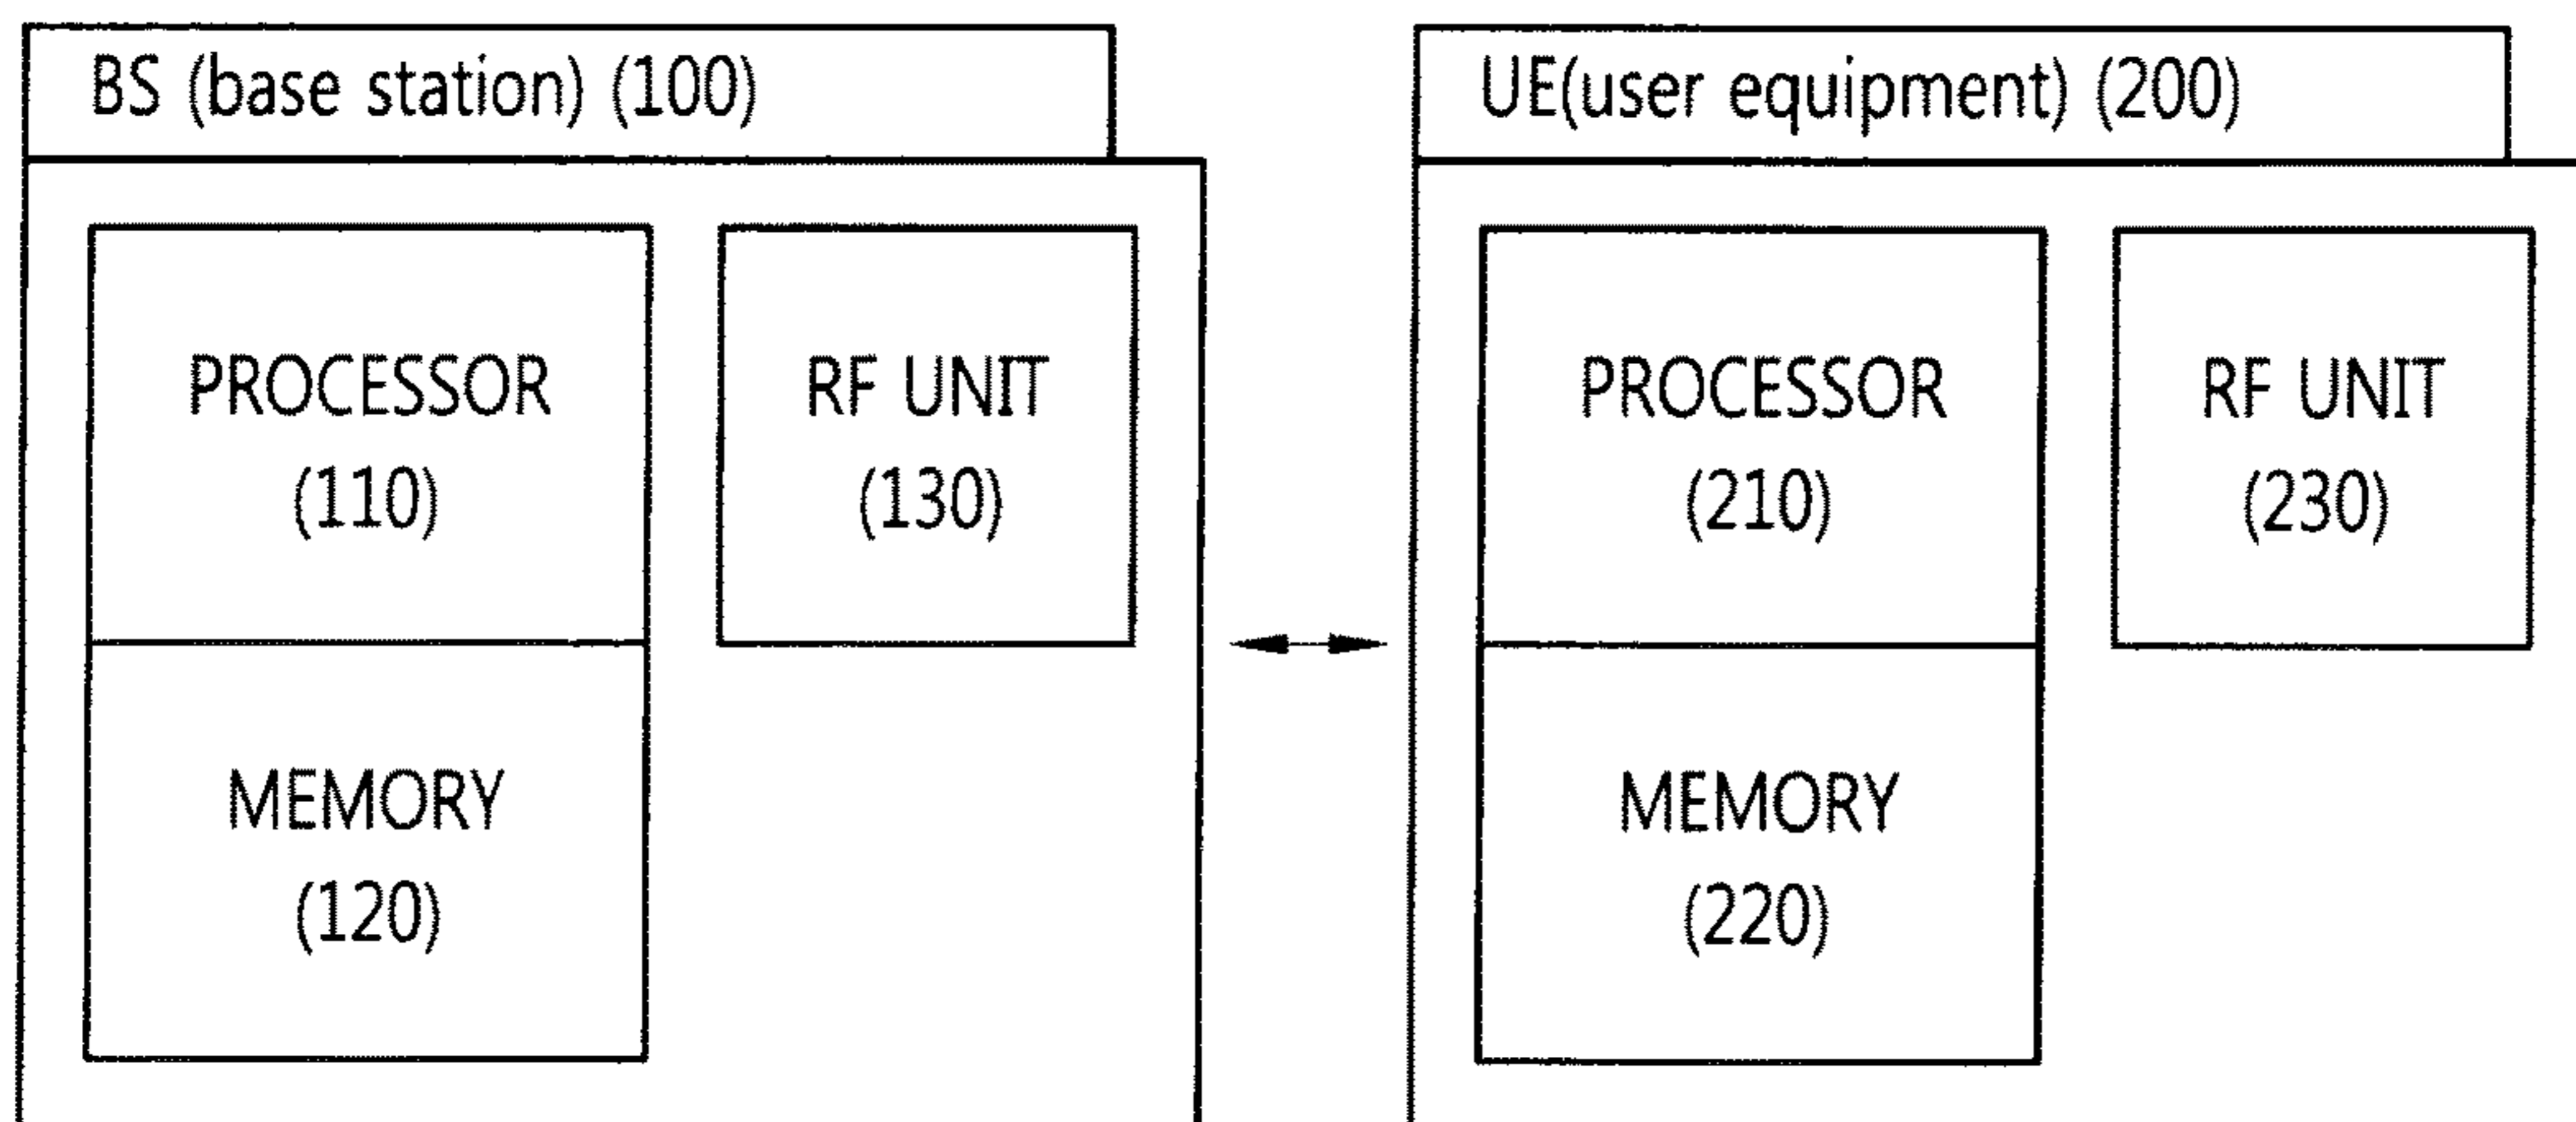 BS (base station) (100)
PROCESSOR
(110)
RF UNIT
(130)
MEMORY
(120)
UE(user equipment) (200)
PROCESSOR
(210)
RF UNIT
(230)
MEMORY
(220)